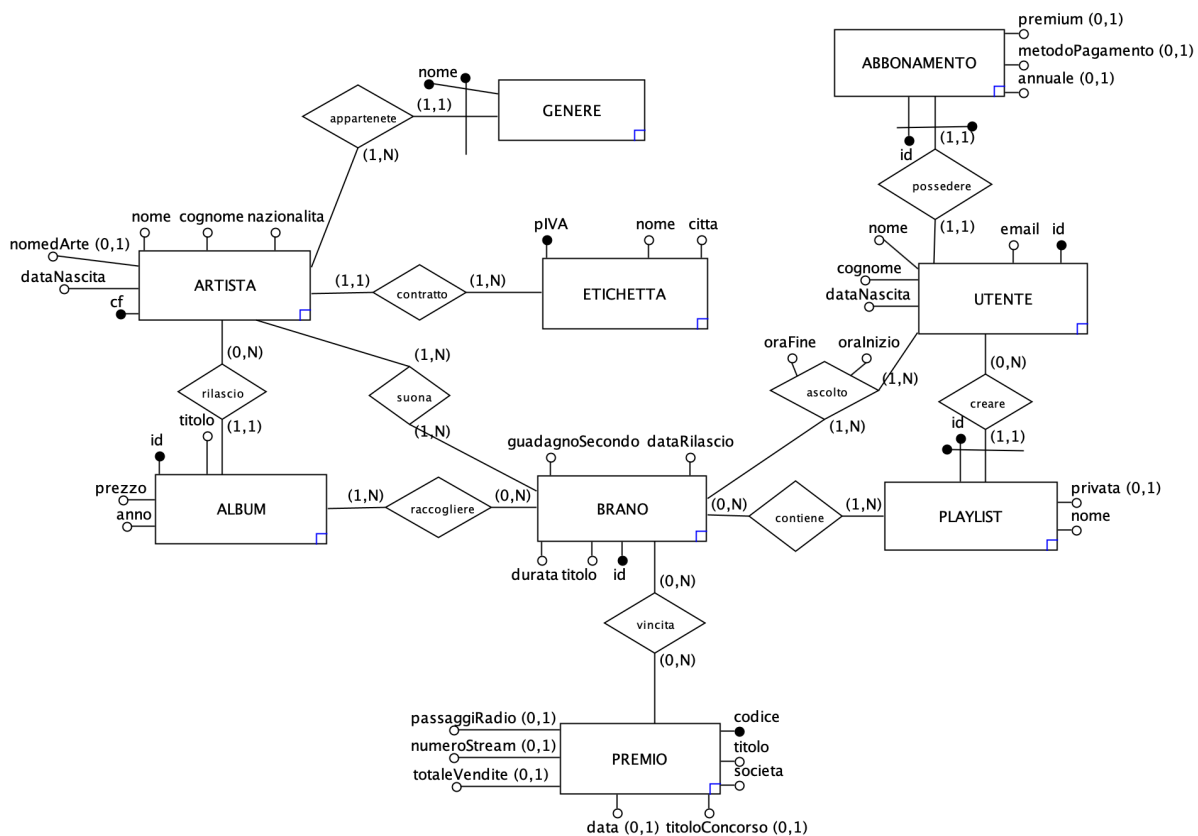 premium (0,1)
metodoPagamento (0,1)
annuale (0,1)
ABBONAMENTO
(1,1)
id
possedere
(1,1)
nome
GENERE
(1,1)
appartenete
(1,N)
nome cognome nazionalita
nomedArte (0,1)
dataNascita
cf
ARTISTA
(1,1)
contratto
(1,N)
pIVA
nome
citta
ETICHETTA
nome
cognome
dataNascita
email
id
UTENTE
(0,N)
rilascio
(1,1)
(1,N)
suona
(1,N)
oraFine
oraInizio
ascolto
(1,N)
(1,N)
(0,N)
creare
(1,1)
id
titolo
id
prezzo
anno
ALBUM
(1,N)
raccogliere
(0,N)
guadagnoSecondo dataRilascio
BRANO
durata titolo
id
(0,N)
contiene
(1,N)
PLAYLIST
privata (0,1)
nome
(0,N)
vincita
(0,N)
passaggiRadio (0,1)
numeroStream (0,1)
totaleVendite (0,1)
PREMIO
codice
titolo
societa
data (0,1) titoloConcorso (0,1)